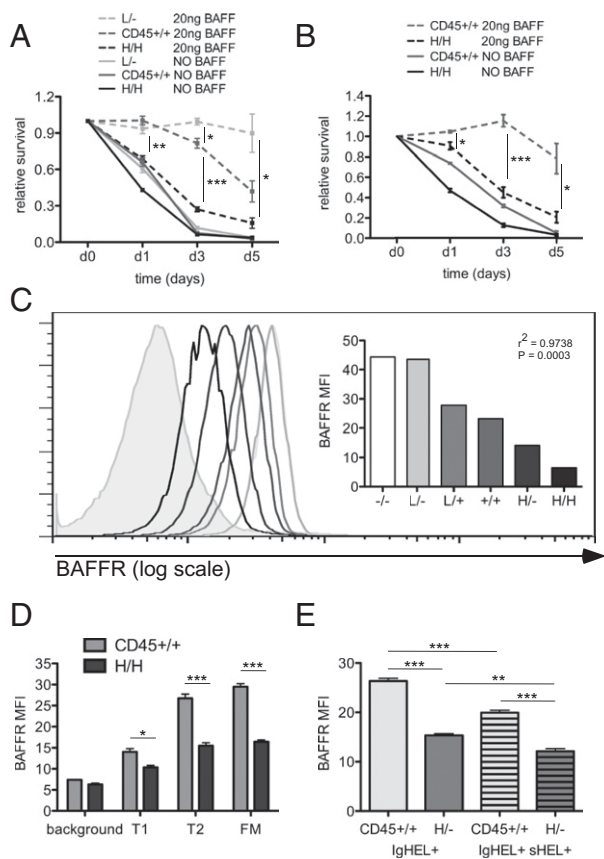 A
L/- 20ng BAFF
CD45+/+ 20ng BAFF
H/H 20ng BAFF
L/- NO BAFF
CD45+/+ NO BAFF
H/H NO BAFF
relative survival
1.2
0.9
0.6
0.3
0.0
**
*
***
*
d0 d1 d3 d5
time (days)
B
CD45+/+ 20ng BAFF
H/H 20ng BAFF
CD45+/+ NO BAFF
H/H NO BAFF
relative survival
1.4
1.2
1.0
0.8
0.6
0.4
0.2
0.0
*
***
*
d0 d1 d3 d5
time (days)
C
BAFFR (log scale)
r2 = 0.9738
P = 0.0003
BAFFR MFI
50
40
30
20
10
0
-/- L/- L/+ +/+ H/- H/H
D
CD45+/+
H/H
BAFFR MFI
35
30
25
20
15
10
5
0
*
***
***
background T1 T2 FM
E
BAFFR MFI
30
20
10
0
***
***
**
***
CD45+/+ H/- CD45+/+ H/-
IgHEL+ IgHEL+ sHEL+